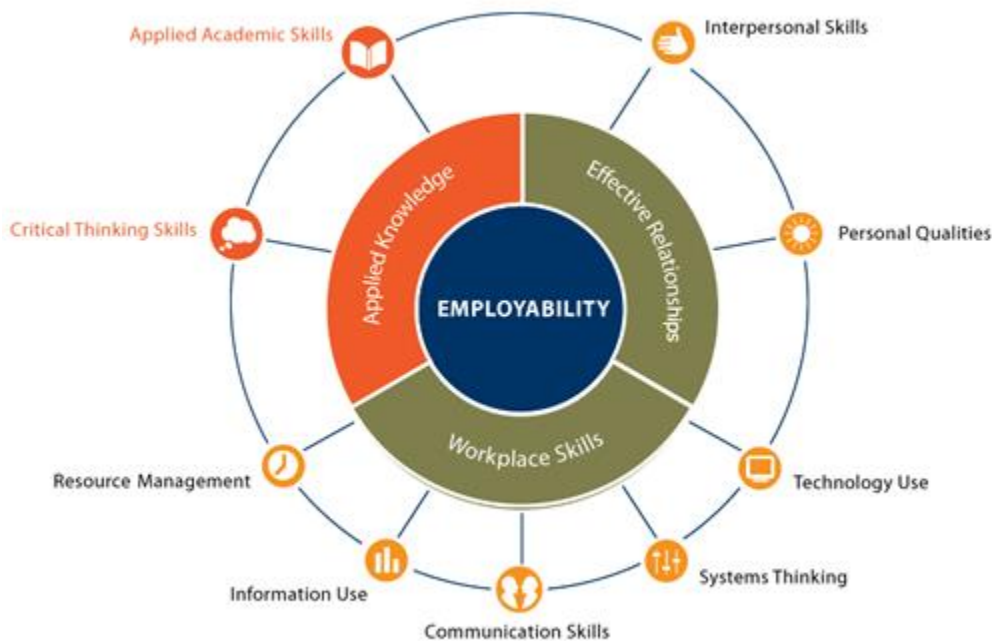 Applied Academic Skills
Interpersonal Skills
Critical Thinking Skills
Applied Knowledge
Effective Relationships
Personal Qualities
EMPLOYABILITY
Workplace Skills
Resource Management
Technology Use
Information Use
Systems Thinking
Communication Skills